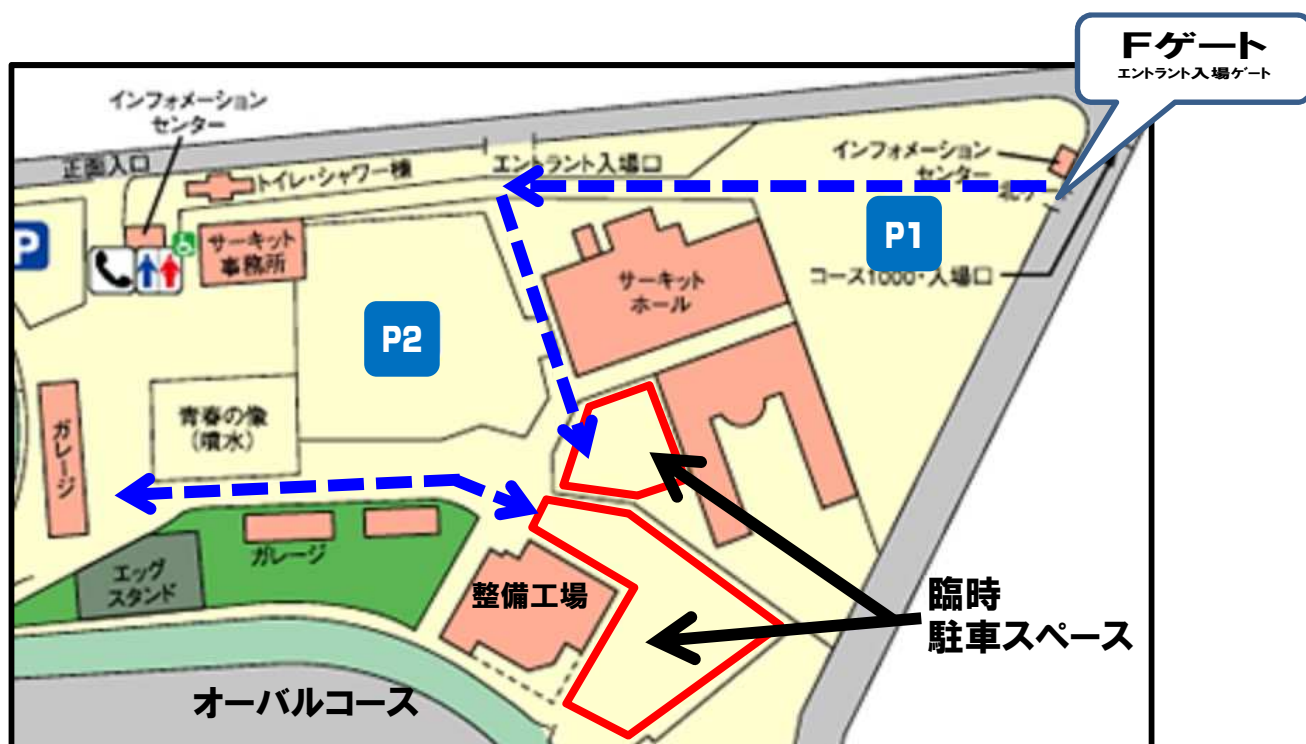 Fゲート
エントラント入場ゲート
インフォメーション
センター
正面入口
トイレ・シャワー棟
エントラント入場口
インフォメーション
センター
P
サーキット
事務所
P1
コース1000・入場口
サーキット
ホール
P2
青春の像
(噴水)
ガレージ
ガレージ
エッグ
スタンド
整備工場
臨時
駐車スペース
オーバルコース